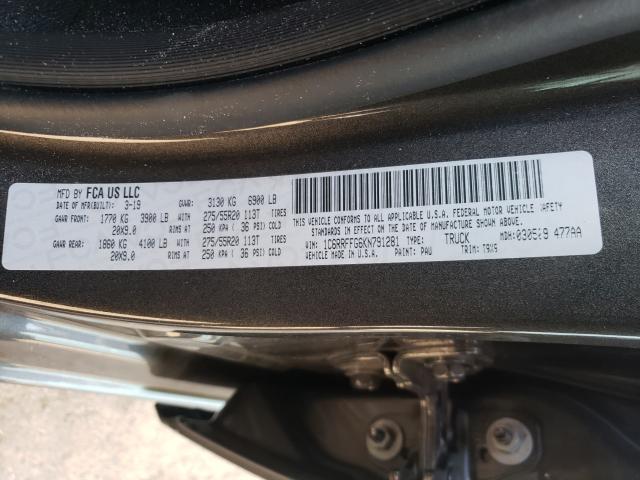 MFD BY FCA US LLC
DATE OF MFR(BUILT): 3-19 GVWR: 3130 KG 6900 LB
GAWR FRONT: 1770 KG 3900 LB WITH 275/55R20 113T TIRES
20X9.0 RIMS AT 250 KPA ( 36 PSI) COLD
GAWR REAR: 1860 KG 4100 LB WITH 275/55R20 113T TIRES
20X9.0 RIMS AT 250 KPA ( 36 PSI) COLD
THIS VEHICLE CONFORMS TO ALL APPLICABLE U.S.A. FEDERAL MOTOR VEHICLE SAFETY
STANDARDS IN EFFECT ON THE DATE OF MANUFACTURE SHOWN ABOVE.
VIN: 1C6RRFFG6KN791281 TYPE: TRUCK MDH: 477AA
VEHICLE MADE IN U.S.A. PAINT: PAU TRIM: